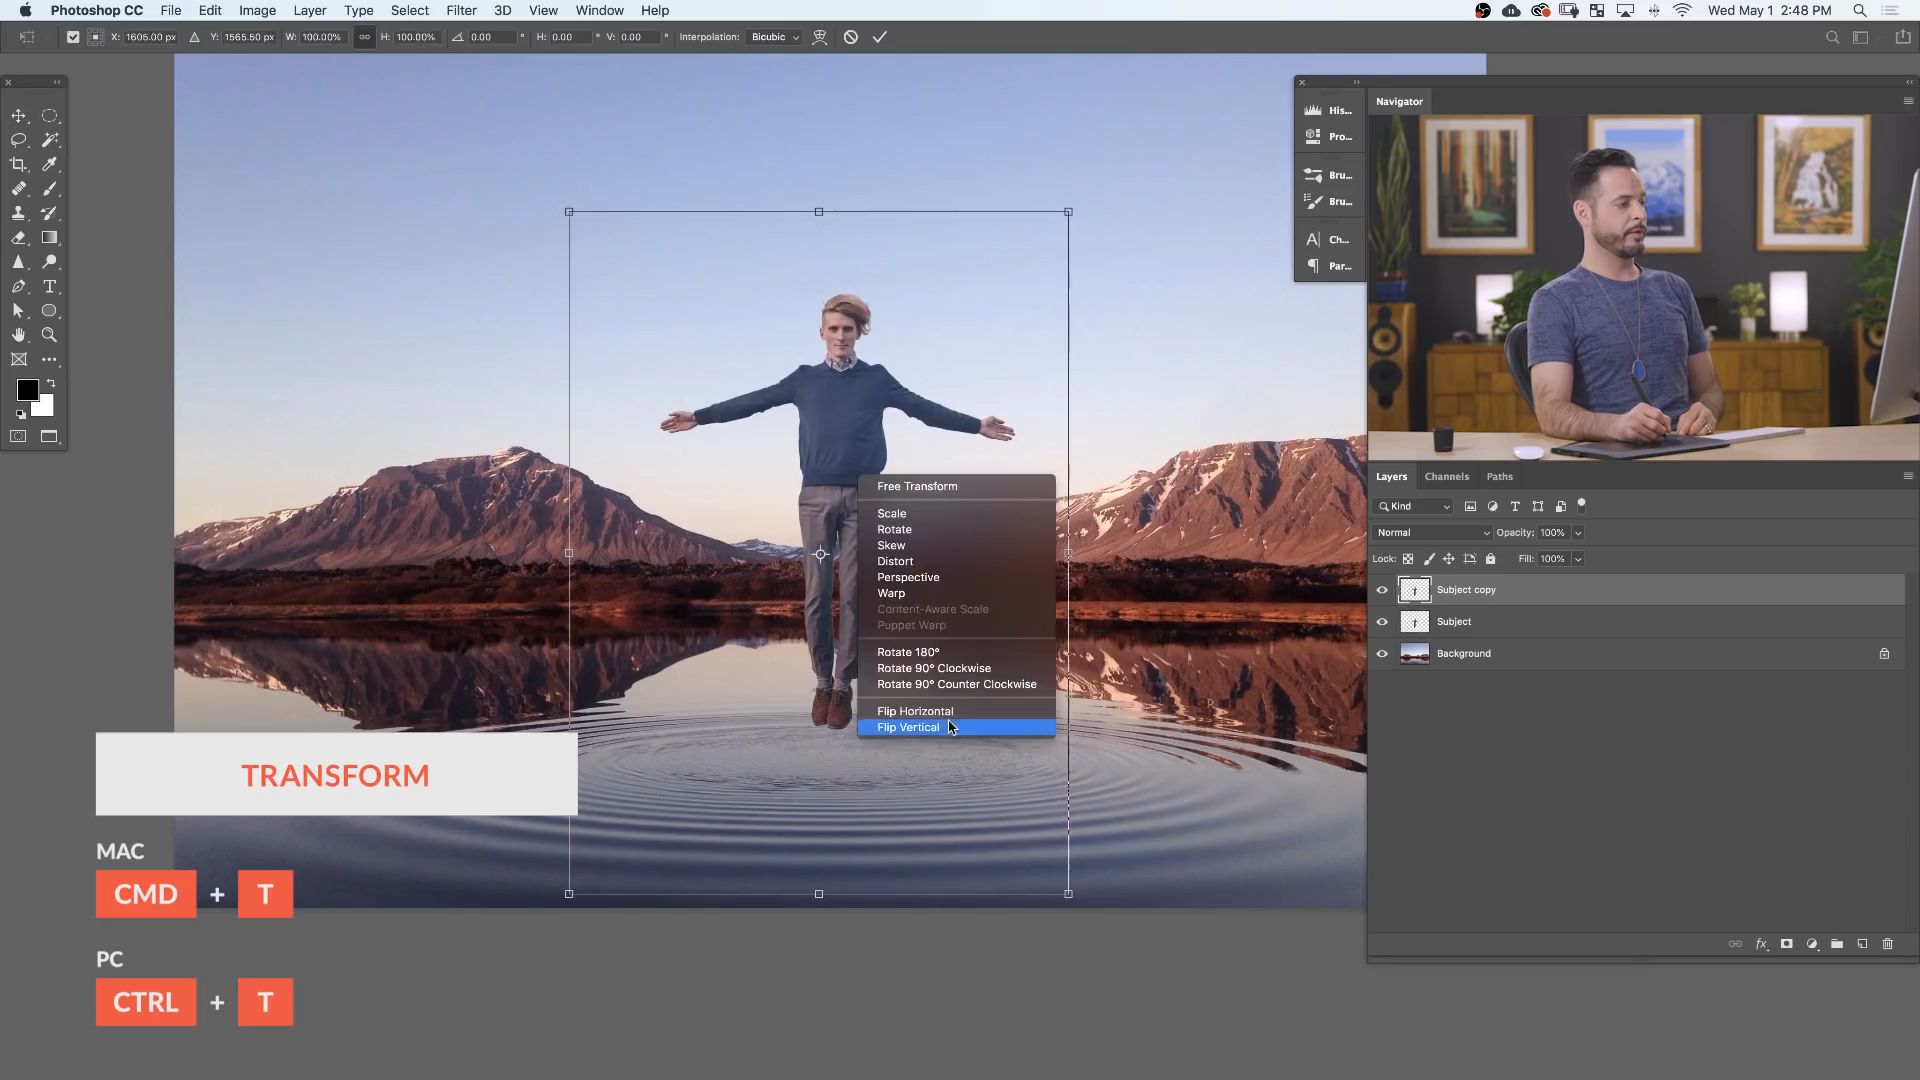 Photoshop CC File Edit Image Layer Type Select Filter 3D View Window Help Wed May 1 2:48 PM
X: 1605.00 px Y: 1565.50 px W: 100.00% H: 100.00% 0.00 ° H: 0.00 ° V: 0.00 ° Interpolation: Bicubic
His...
Pro...
Bru...
Bru...
Ch...
Par...
Navigator
Free Transform
Scale
Rotate
Skew
Distort
Perspective
Warp
Content-Aware Scale
Puppet Warp
Rotate 180°
Rotate 90° Clockwise
Rotate 90° Counter Clockwise
Flip Horizontal
Flip Vertical
Layers Channels Paths
Kind
Normal Opacity: 100%
Lock: Fill: 100%
Subject copy
Subject
Background
fx
TRANSFORM
MAC
CMD + T
PC
CTRL + T